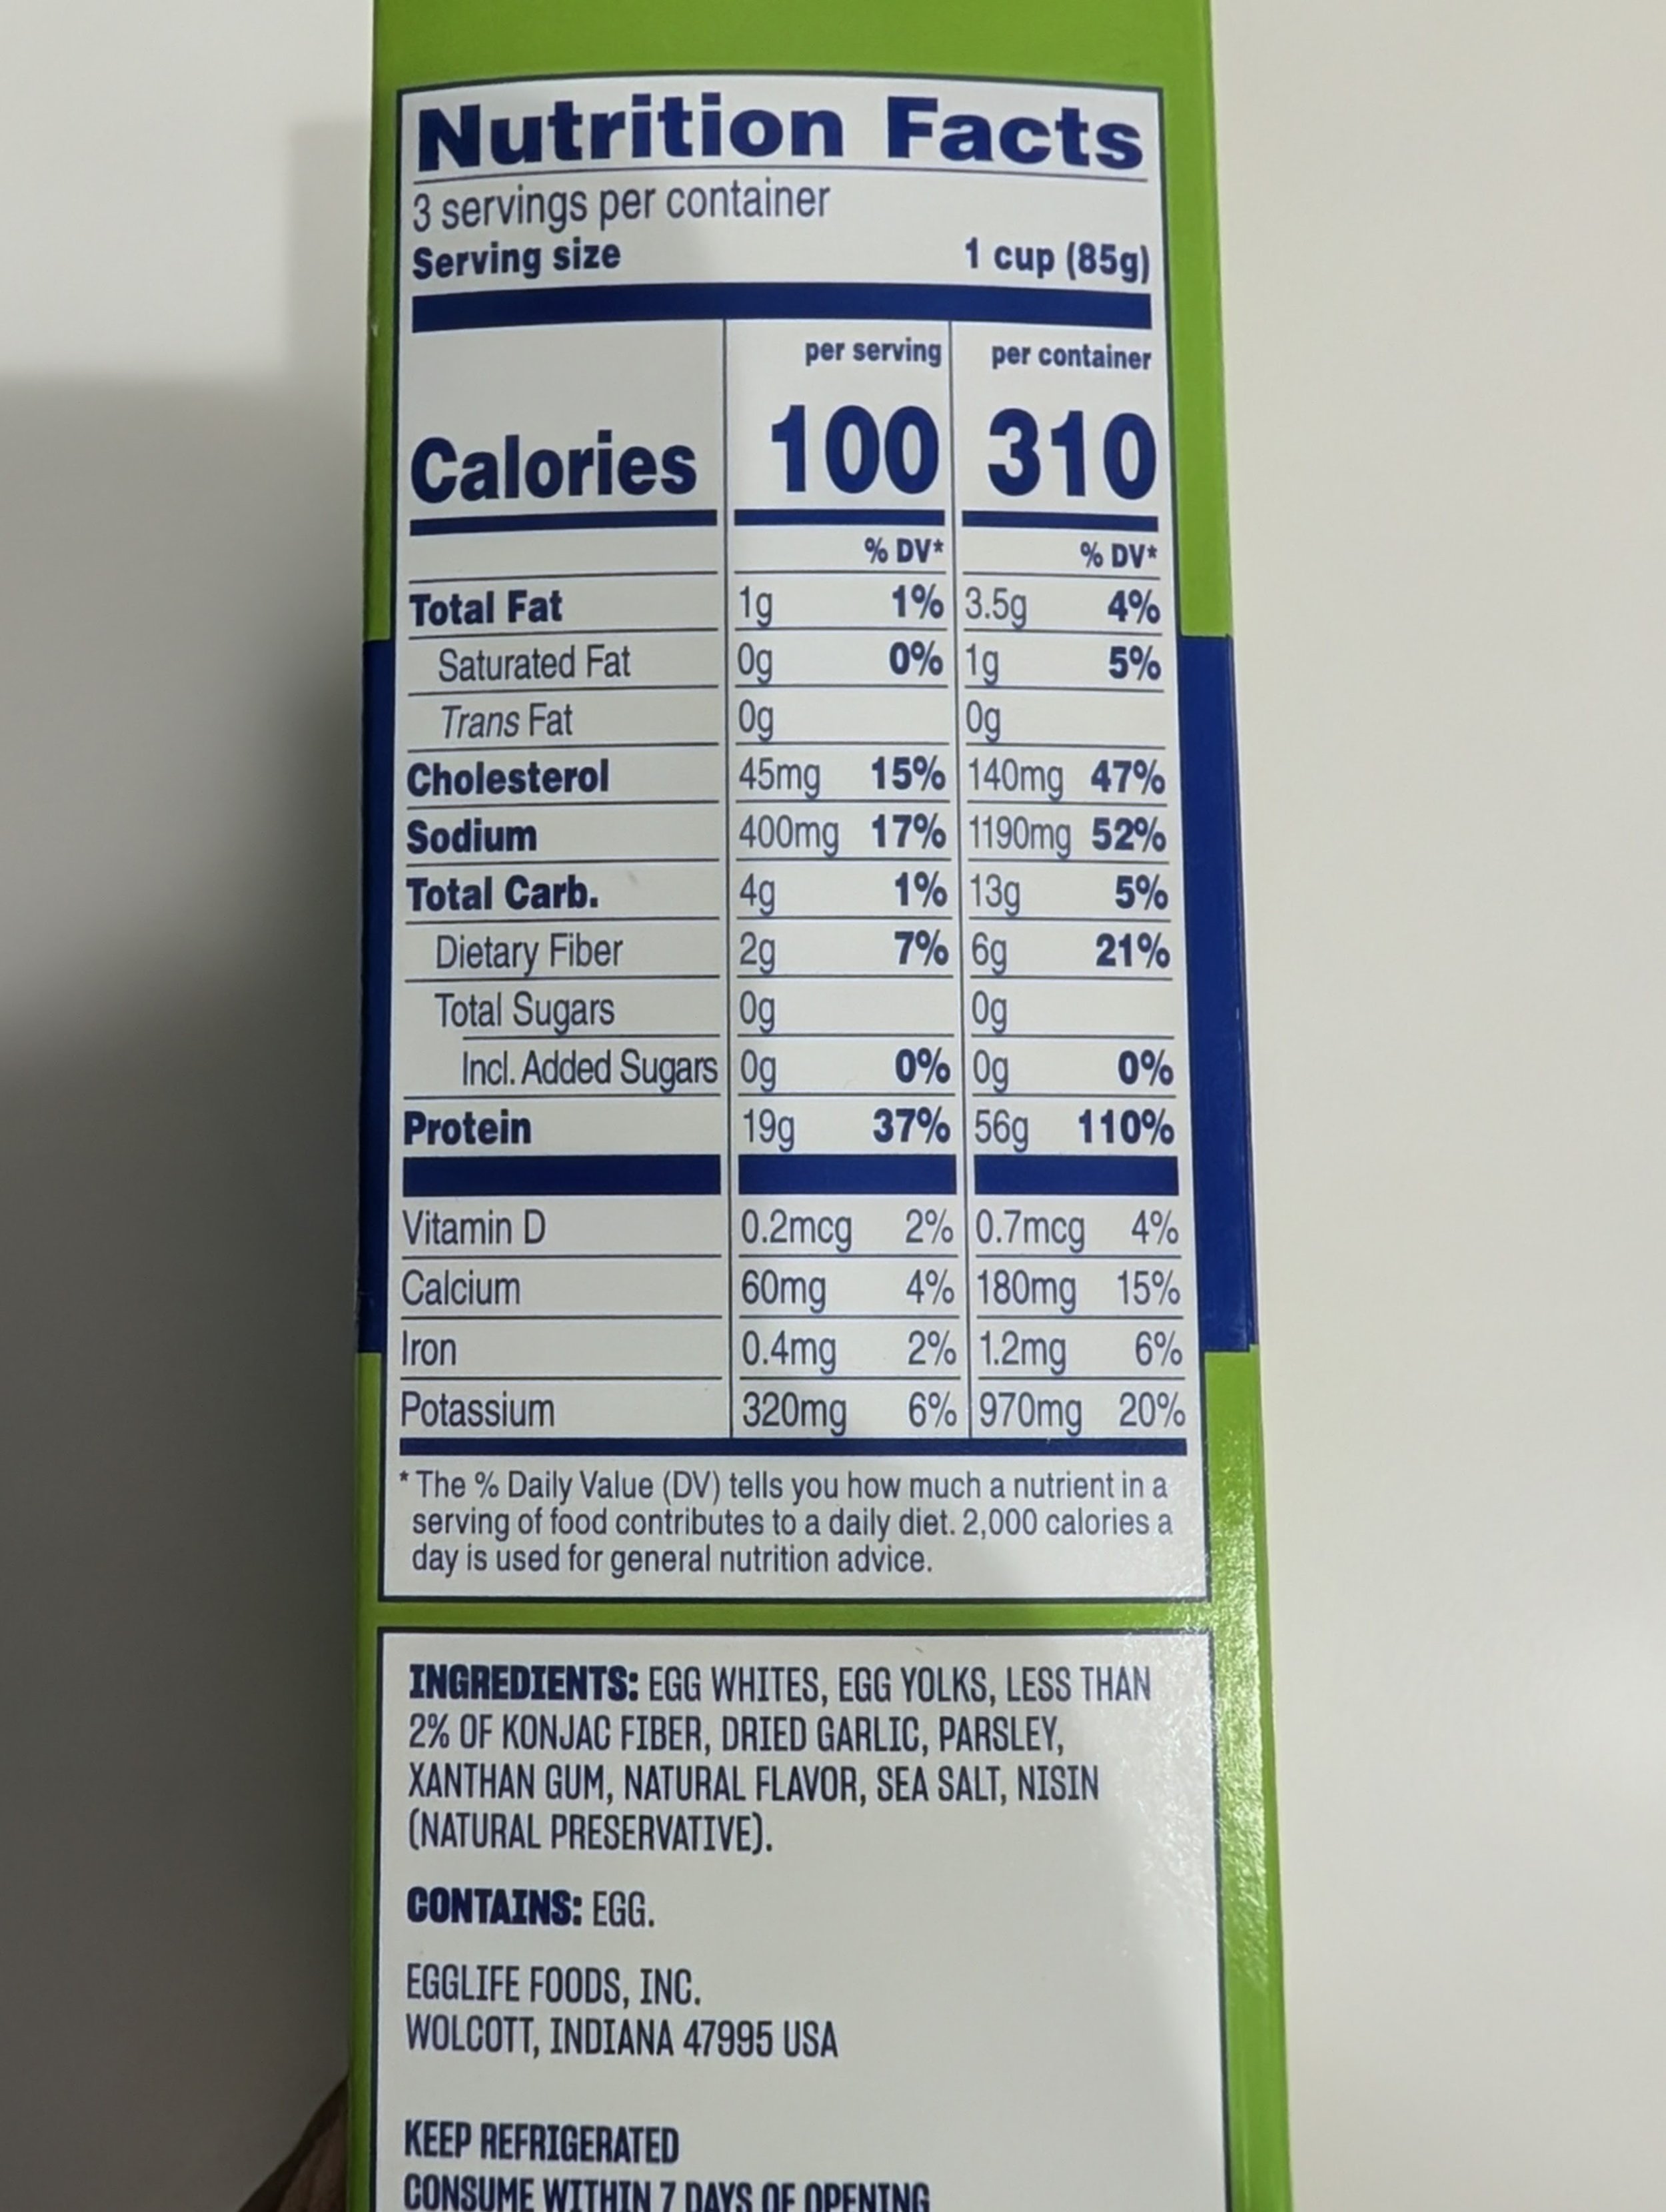 Nutrition Facts
3 servings per container
Serving size 1 cup (85g)
per serving per container
Calories 100 310
% DV* % DV*
Total Fat 1g 1% 3.5g 4%
Saturated Fat 0g 0% 1g 5%
Trans Fat 0g 0g
Cholesterol 45mg 15% 140mg 47%
Sodium 400mg 17% 1190mg 52%
Total Carb. 4g 1% 13g 5%
Dietary Fiber 2g 7% 6g 21%
Total Sugars 0g 0g
Incl. Added Sugars 0g 0% 0g 0%
Protein 19g 37% 56g 110%
Vitamin D 0.2mcg 2% 0.7mcg 4%
Calcium 60mg 4% 180mg 15%
Iron 0.4mg 2% 1.2mg 6%
Potassium 320mg 6% 970mg 20%
* The % Daily Value (DV) tells you how much a nutrient in a
serving of food contributes to a daily diet. 2,000 calories a
day is used for general nutrition advice.
INGREDIENTS: EGG WHITES, EGG YOLKS, LESS THAN
2% OF KONJAC FIBER, DRIED GARLIC, PARSLEY,
XANTHAN GUM, NATURAL FLAVOR, SEA SALT, NISIN
(NATURAL PRESERVATIVE).
CONTAINS: EGG.
EGGLIFE FOODS, INC.
WOLCOTT, INDIANA 47995 USA
KEEP REFRIGERATED
CONSUME WITHIN 7 DAYS OF OPENING